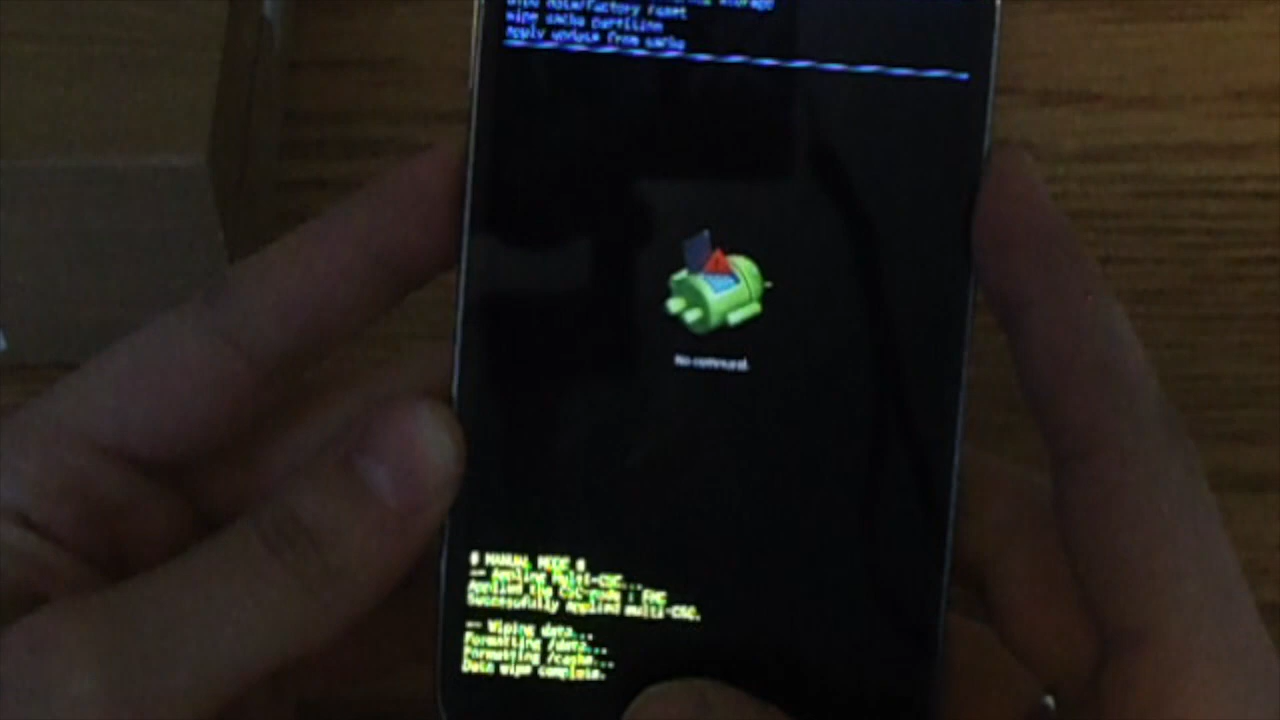 storage
wipe data/factory reset
wipe cache partition
apply update from cache
No command.
# MANUAL MODE #
-- Appling Multi-CSC...
Applied the CSC-code :
Successfully applied multi-CSC.
-- Wiping data...
Formatting /data...
Formatting /cache...
Data wipe complete.